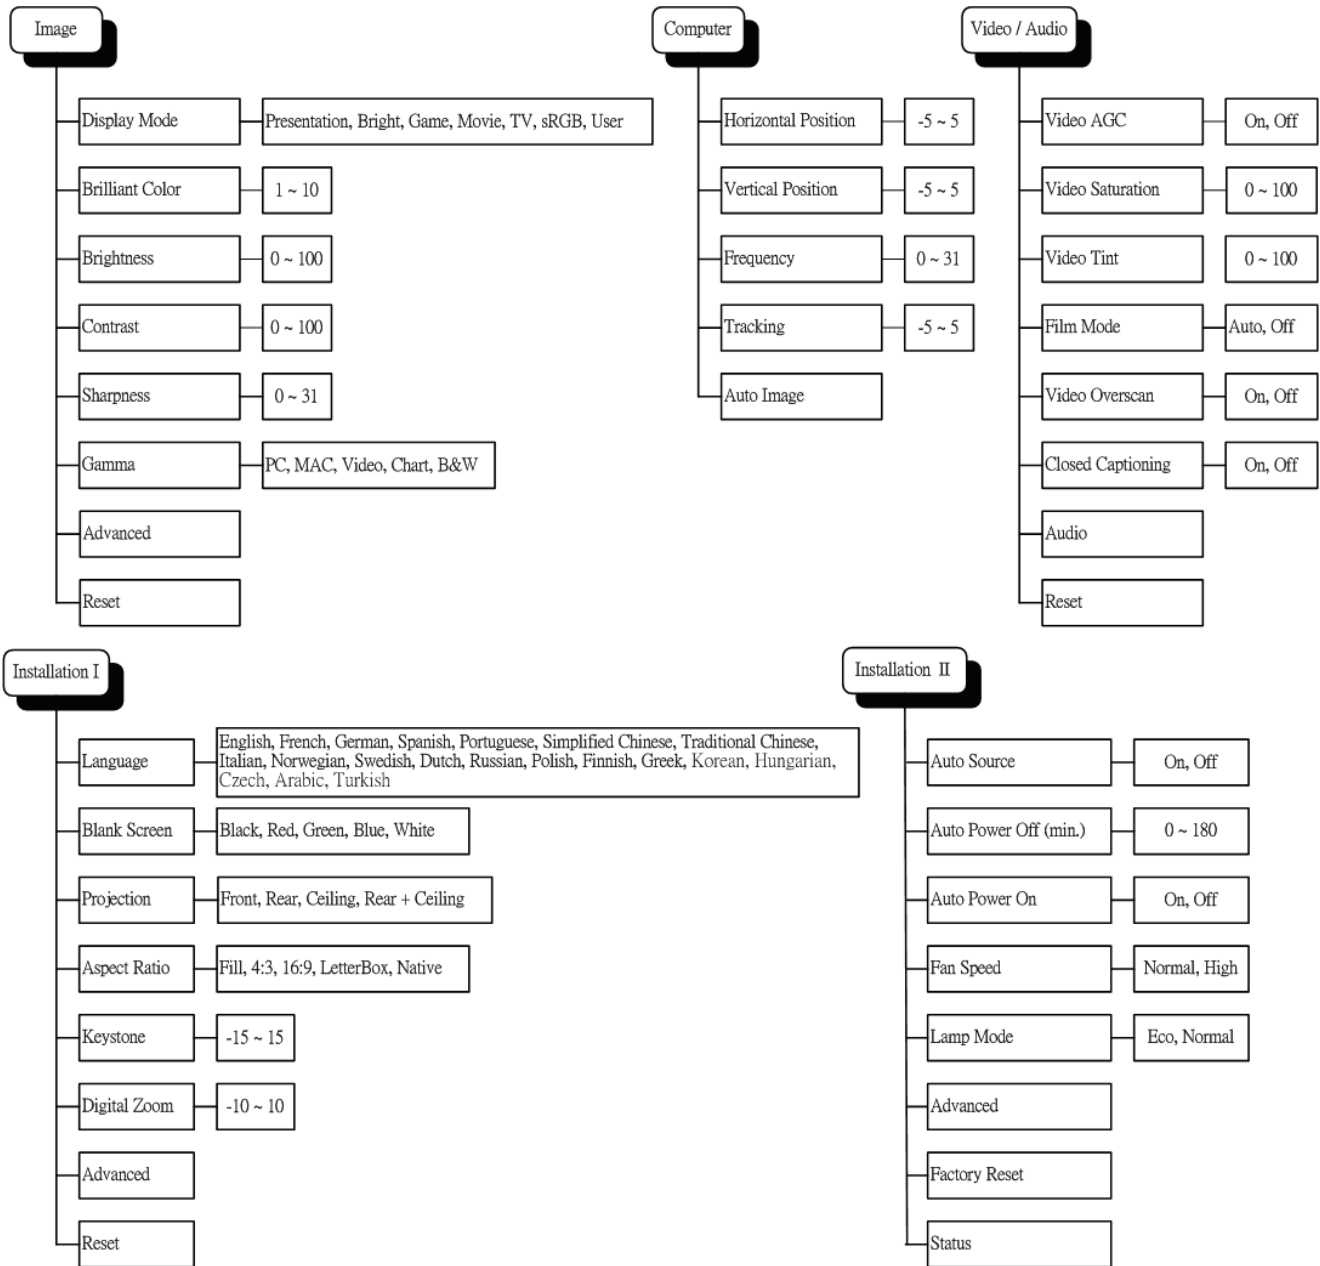 Image
Display Mode
Presentation, Bright, Game, Movie, TV, sRGB, User
Brilliant Color
1 ~ 10
Brightness
0 ~ 100
Contrast
0 ~ 100
Sharpness
0 ~ 31
Gamma
PC, MAC, Video, Chart, B&W
Advanced
Reset
Computer
Horizontal Position
-5 ~ 5
Vertical Position
-5 ~ 5
Frequency
0 ~ 31
Tracking
-5 ~ 5
Auto Image
Video / Audio
Video AGC
On, Off
Video Saturation
0 ~ 100
Video Tint
0 ~ 100
Film Mode
Auto, Off
Video Overscan
On, Off
Closed Captioning
On, Off
Audio
Reset
Installation I
Language
English, French, German, Spanish, Portuguese, Simplified Chinese, Traditional Chinese,
Italian, Norwegian, Swedish, Dutch, Russian, Polish, Finnish, Greek, Korean, Hungarian,
Czech, Arabic, Turkish
Blank Screen
Black, Red, Green, Blue, White
Projection
Front, Rear, Ceiling, Rear + Ceiling
Aspect Ratio
Fill, 4:3, 16:9, LetterBox, Native
Keystone
-15 ~ 15
Digital Zoom
-10 ~ 10
Advanced
Reset
Installation II
Auto Source
On, Off
Auto Power Off (min.)
0 ~ 180
Auto Power On
On, Off
Fan Speed
Normal, High
Lamp Mode
Eco, Normal
Advanced
Factory Reset
Status